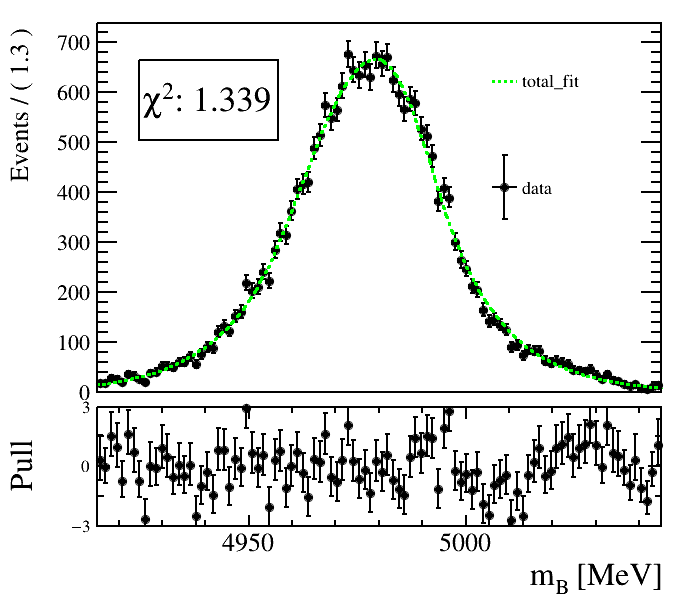 Events / ( 1.3 )
700
600
500
400
300
200
100
0
χ²: 1.339
total_fit
data
Pull
3
0
−3
4950 5000
m_B [MeV]